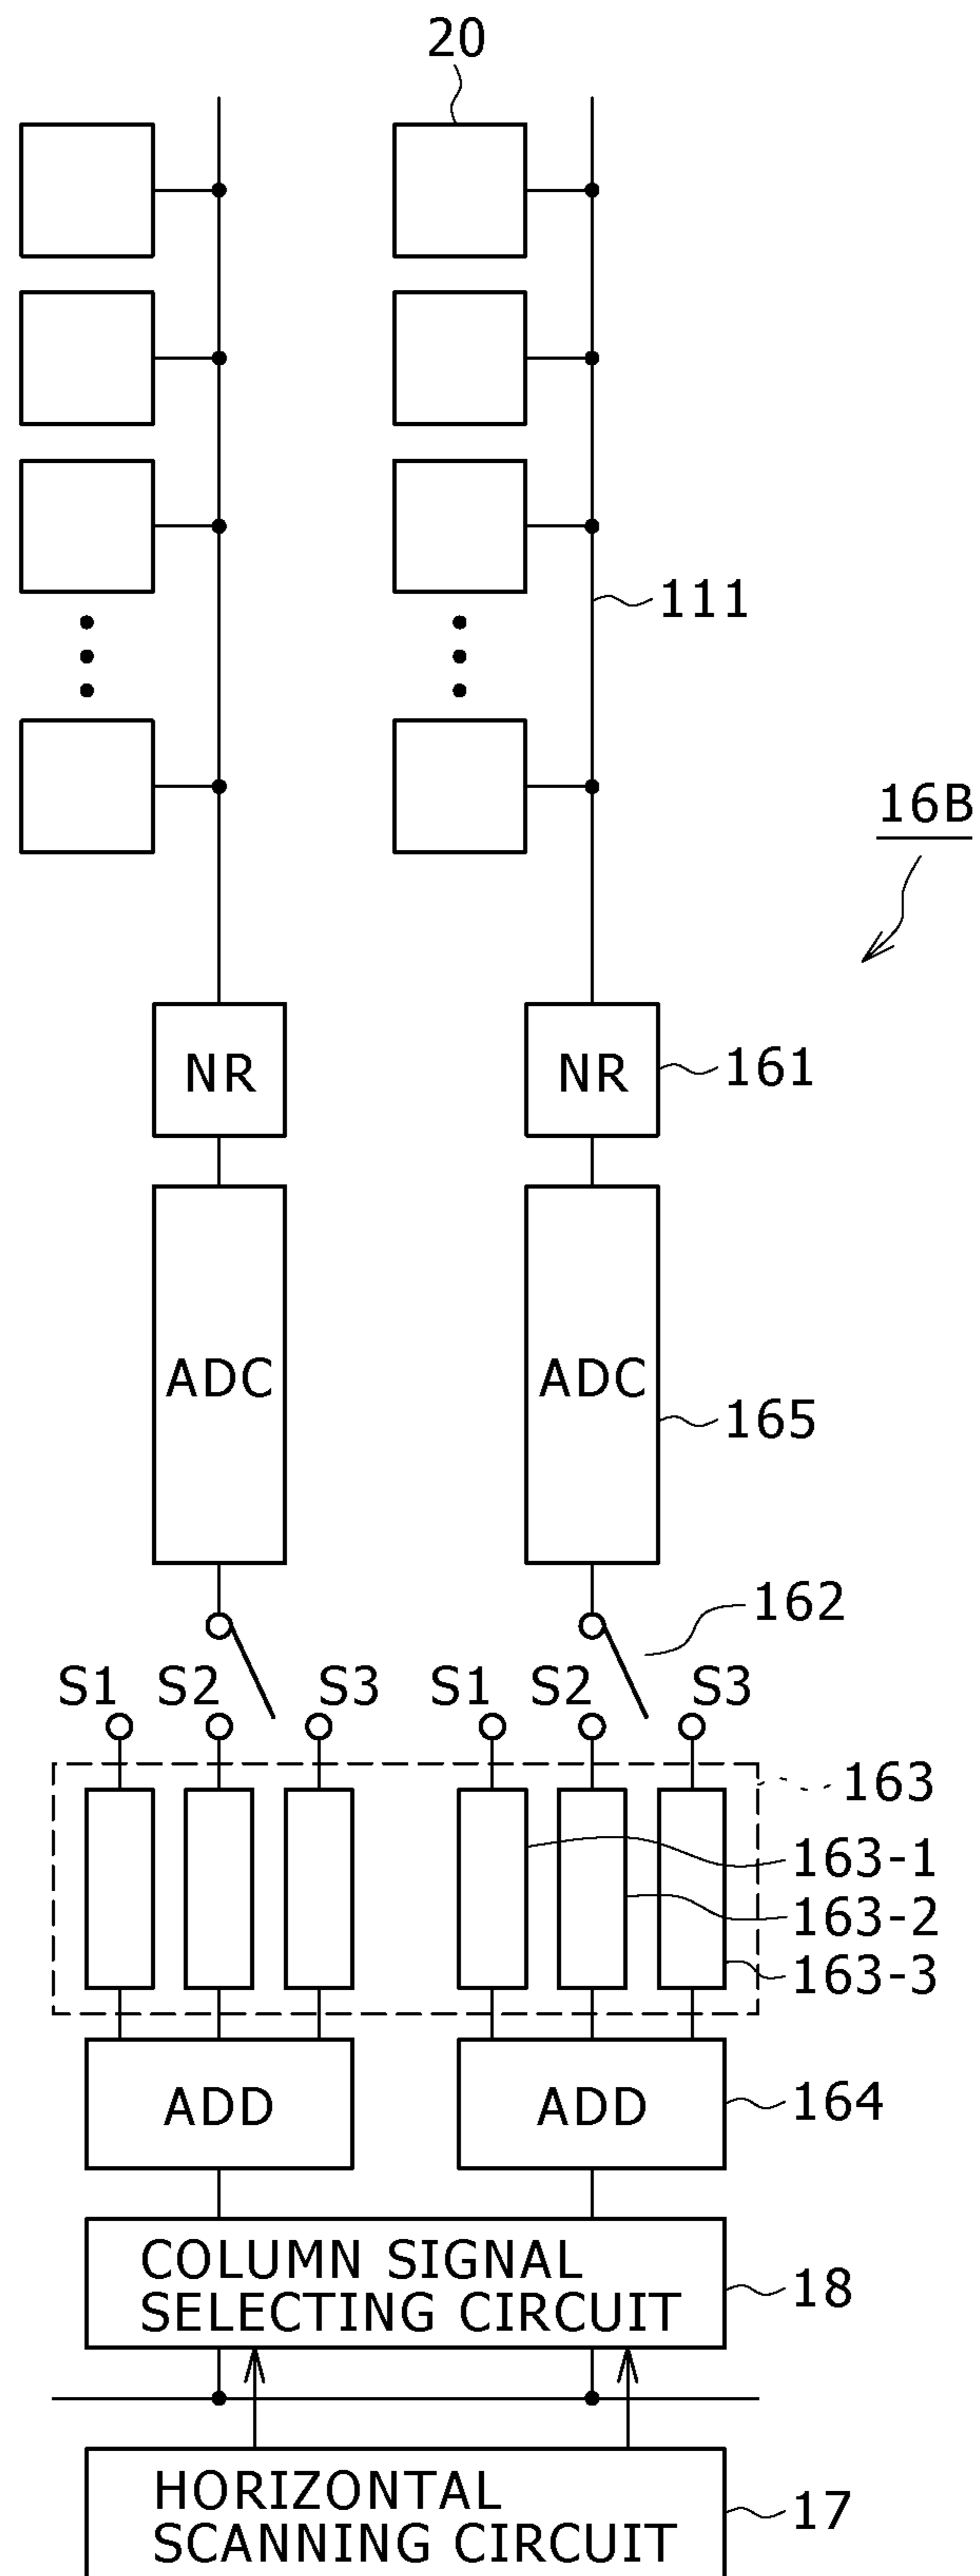 20
111
16B
NR NR 161
ADC ADC
165
162
S1 S2 S3 S1 S2 S3
163
163-1
163-2
163-3
ADD ADD 164
COLUMN SIGNAL
SELECTING CIRCUIT
18
HORIZONTAL
SCANNING CIRCUIT
17